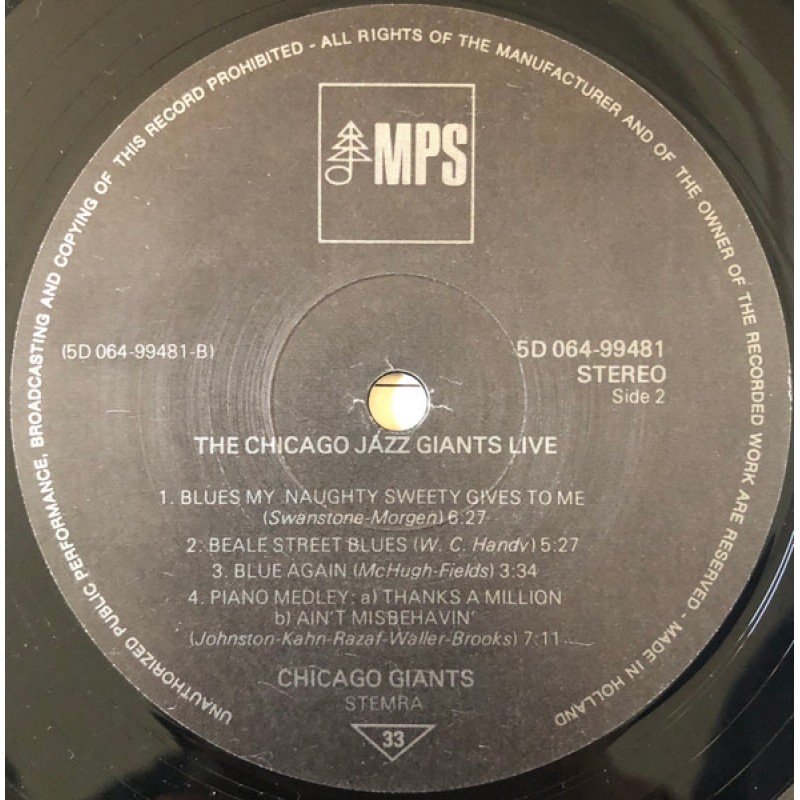 UNAUTHORIZED PUBLIC PERFORMANCE, BROADCASTING AND COPYING OF THIS RECORD PROHIBITED - ALL RIGHTS OF THE MANUFACTURER AND OF THE OWNER OF THE RECORDED WORK ARE RESERVED - MADE IN HOLLAND
MPS
(5D 064-99481-B)
5D 064-99481
STEREO
Side 2
THE CHICAGO JAZZ GIANTS LIVE
1. BLUES MY NAUGHTY SWEETY GIVES TO ME
(Swanstone-Morgen) 6:27
2. BEALE STREET BLUES (W. C. Handy) 5:27
3. BLUE AGAIN (McHugh-Fields) 3:34
4. PIANO MEDLEY: a) THANKS A MILLION
b) AIN'T MISBEHAVIN'
(Johnston-Kahn-Razaf-Waller-Brooks) 7:11
CHICAGO GIANTS
STEMRA
33